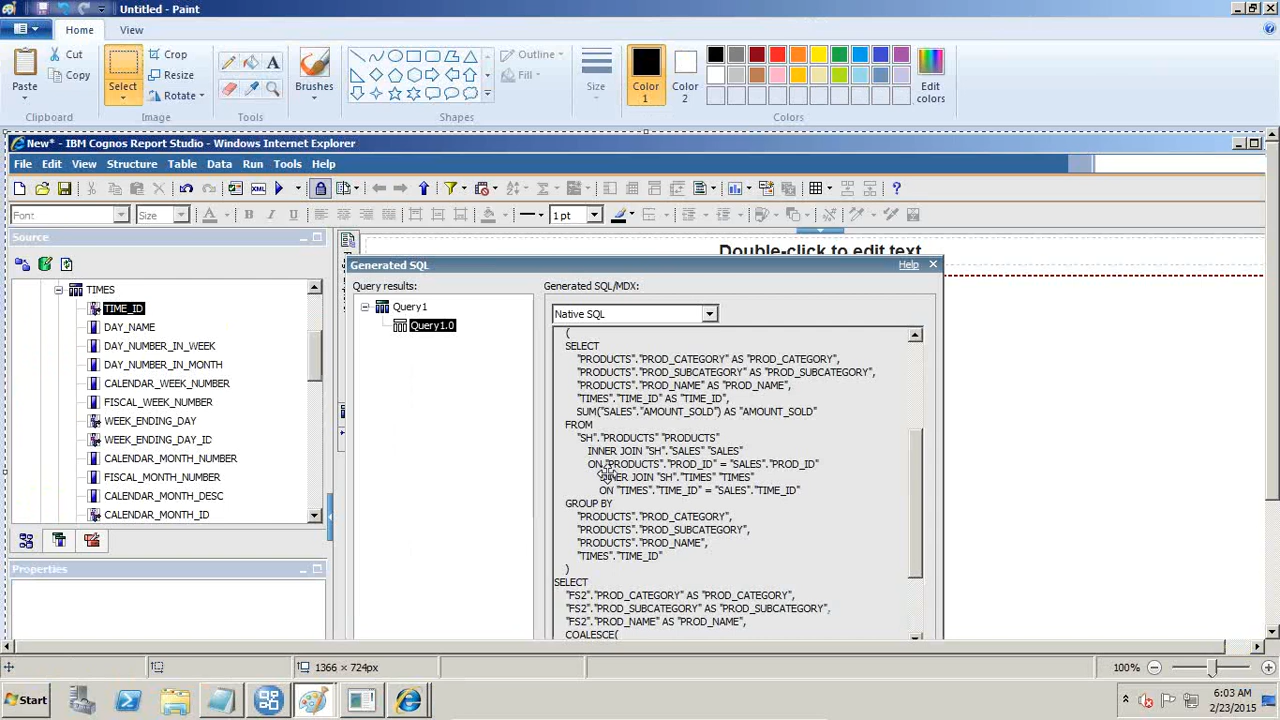 Untitled - Paint
Home
View
Paste
Cut
Copy
Clipboard
Select
Crop
Resize
Rotate
Image
Tools
Brushes
Shapes
Outline
Fill
Size
Color 1
Color 2
Edit colors
Colors
New* - IBM Cognos Report Studio - Windows Internet Explorer
File Edit View Structure Table Data Run Tools Help
Font Size A B I U 1 pt
Source
TIMES
TIME_ID
DAY_NAME
DAY_NUMBER_IN_WEEK
DAY_NUMBER_IN_MONTH
CALENDAR_WEEK_NUMBER
FISCAL_WEEK_NUMBER
WEEK_ENDING_DAY
WEEK_ENDING_DAY_ID
CALENDAR_MONTH_NUMBER
FISCAL_MONTH_NUMBER
CALENDAR_MONTH_DESC
CALENDAR_MONTH_ID
Properties
Double-click to edit text
Generated SQL
Help
Query results:
Query1
Query1.0
Generated SQL/MDX:
Native SQL
(
SELECT
"PRODUCTS"."PROD_CATEGORY" AS "PROD_CATEGORY",
"PRODUCTS"."PROD_SUBCATEGORY" AS "PROD_SUBCATEGORY",
"PRODUCTS"."PROD_NAME" AS "PROD_NAME",
"TIMES"."TIME_ID" AS "TIME_ID",
SUM("SALES"."AMOUNT_SOLD") AS "AMOUNT_SOLD"
FROM
"SH"."PRODUCTS" "PRODUCTS"
INNER JOIN "SH"."SALES" "SALES"
ON "PRODUCTS"."PROD_ID" = "SALES"."PROD_ID"
INNER JOIN "SH"."TIMES" "TIMES"
ON "TIMES"."TIME_ID" = "SALES"."TIME_ID"
GROUP BY
"PRODUCTS"."PROD_CATEGORY",
"PRODUCTS"."PROD_SUBCATEGORY",
"PRODUCTS"."PROD_NAME",
"TIMES"."TIME_ID"
)
SELECT
"FS2"."PROD_CATEGORY" AS "PROD_CATEGORY",
"FS2"."PROD_SUBCATEGORY" AS "PROD_SUBCATEGORY",
"FS2"."PROD_NAME" AS "PROD_NAME",
COALESCE(
1366 × 724px
100%
Start
6:03 AM
2/23/2015